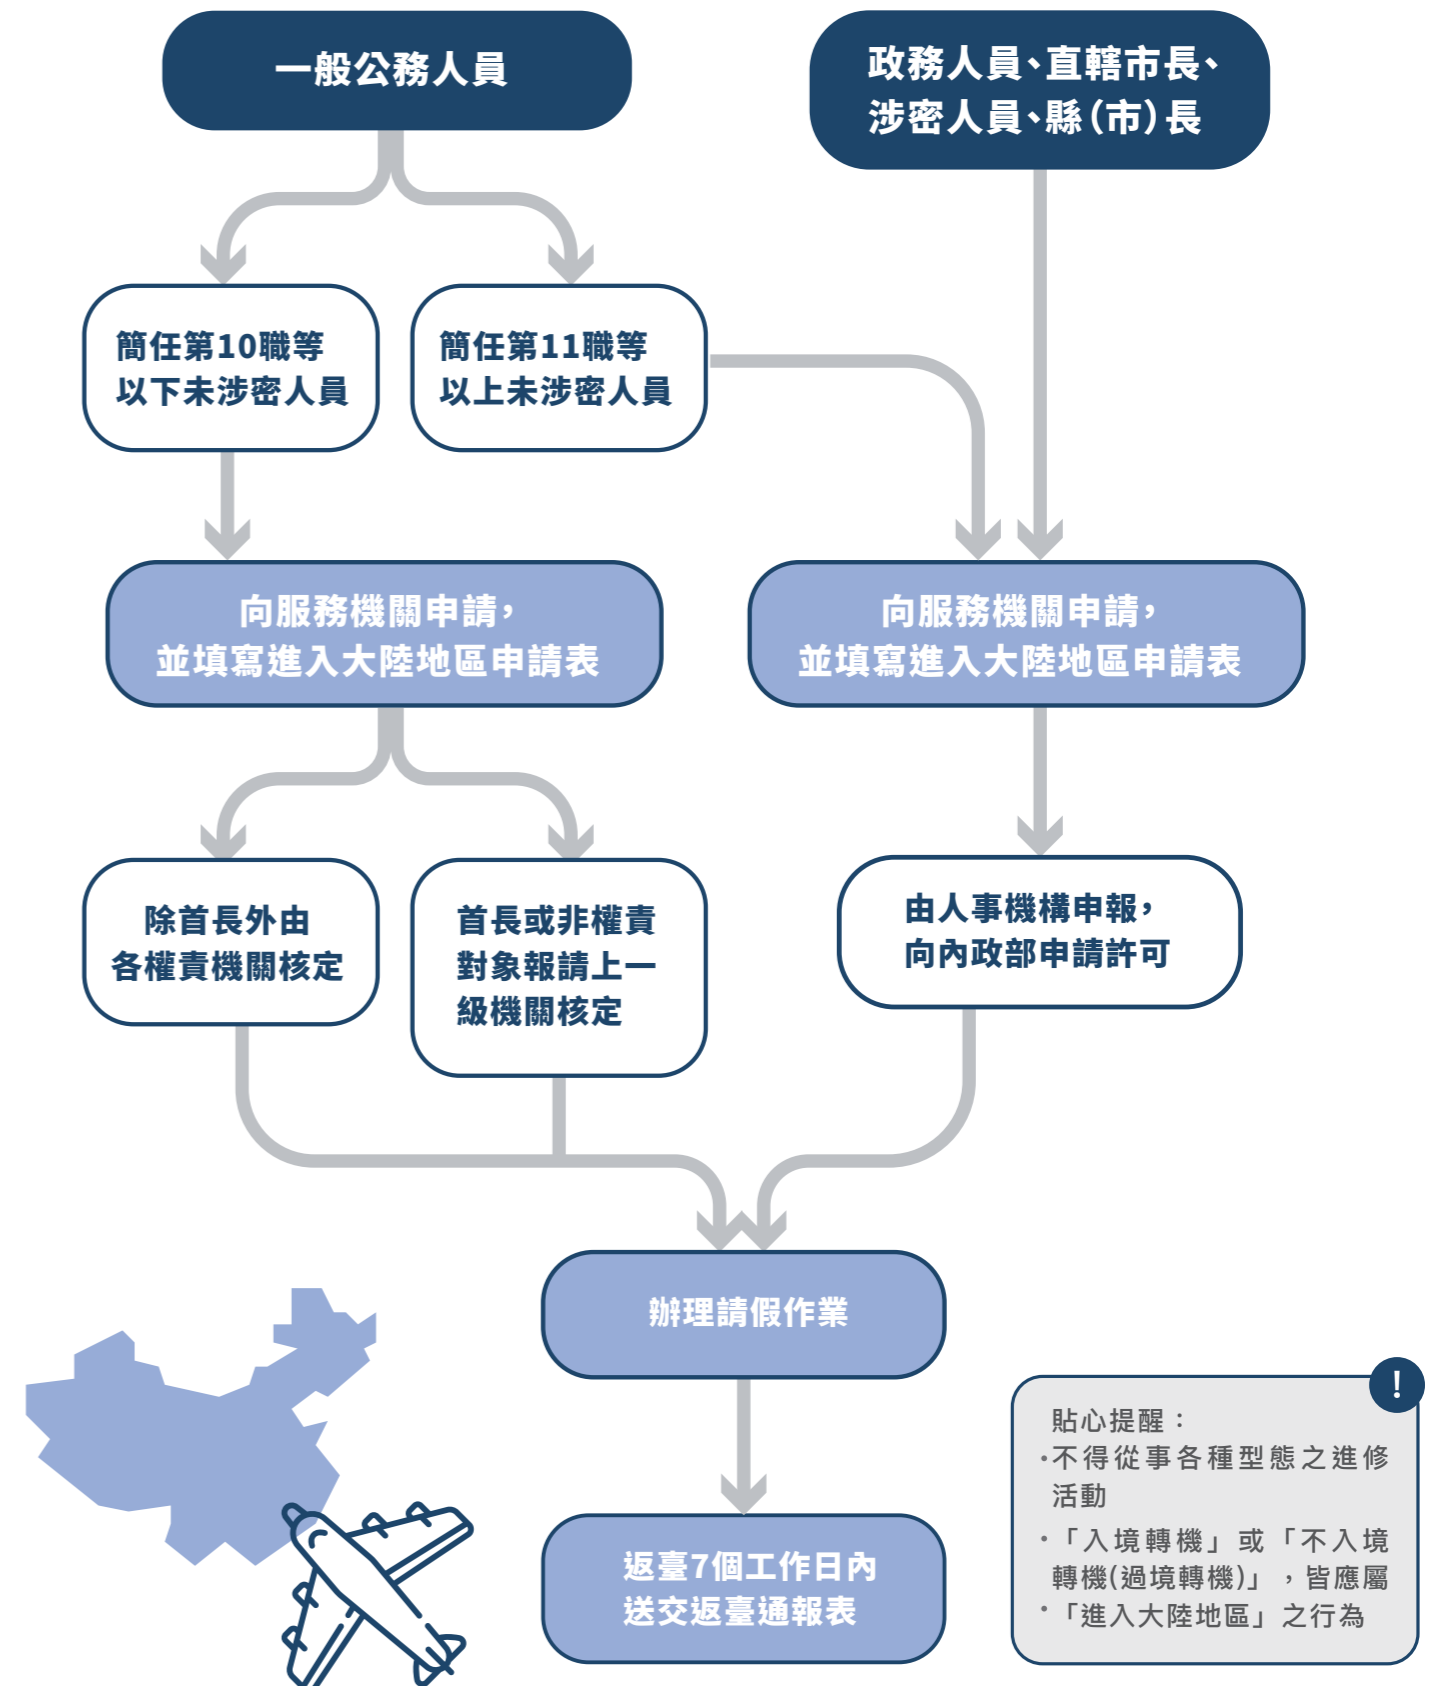 一般公務人員
政務人員、直轄市長、
涉密人員、縣(市)長
簡任第10職等
以下未涉密人員
簡任第11職等
以上未涉密人員
向服務機關申請,
並填寫進入大陸地區申請表
向服務機關申請,
並填寫進入大陸地區申請表
除首長外由
各權責機關核定
首長或非權責
對象報請上一
級機關核定
由人事機構申報,
向內政部申請許可
辦理請假作業
返臺7個工作日內
送交返臺通報表
!
貼心提醒：
·不得從事各種型態之進修
活動
·「入境轉機」或「不入境
轉機(過境轉機)」，皆應屬
·「進入大陸地區」之行為